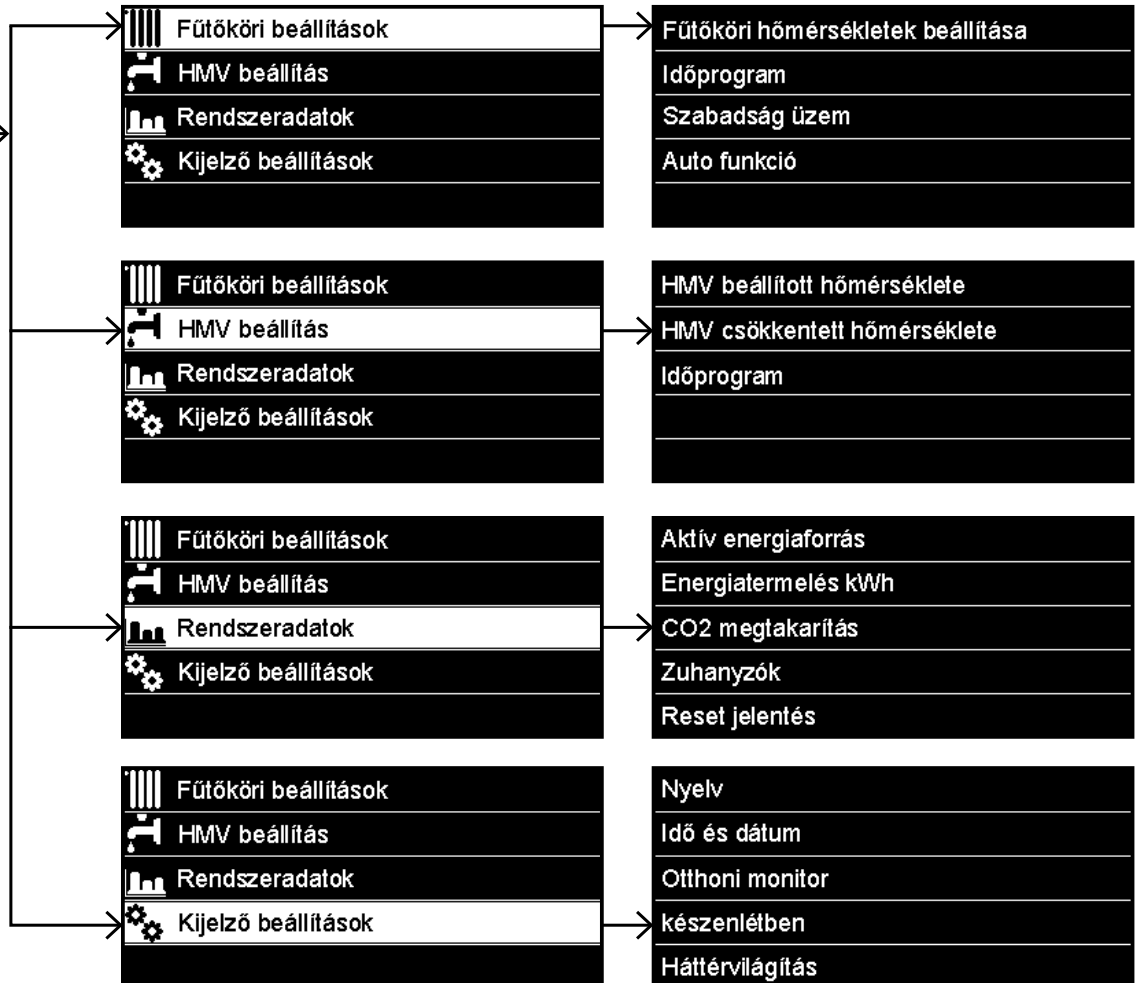 Fűtőköri beállítások
HMV beállítás
Rendszeradatok
Kijelző beállítások
Fűtőköri hőmérsékletek beállítása
Időprogram
Szabadság üzem
Auto funkció
Fűtőköri beállítások
HMV beállítás
Rendszeradatok
Kijelző beállítások
HMV beállított hőmérséklete
HMV csökkentett hőmérséklete
Időprogram
Fűtőköri beállítások
HMV beállítás
Rendszeradatok
Kijelző beállítások
Aktív energiaforrás
Energiatermelés kWh
CO2 megtakarítás
Zuhanyzók
Reset jelentés
Fűtőköri beállítások
HMV beállítás
Rendszeradatok
Kijelző beállítások
Nyelv
Idő és dátum
Otthoni monitor
készenlétben
Háttérvilágítás